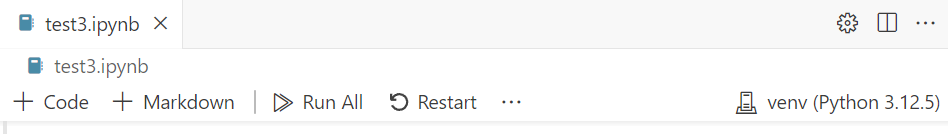 test3.ipynb
test3.ipynb
Code Markdown Run All Restart venv (Python 3.12.5)